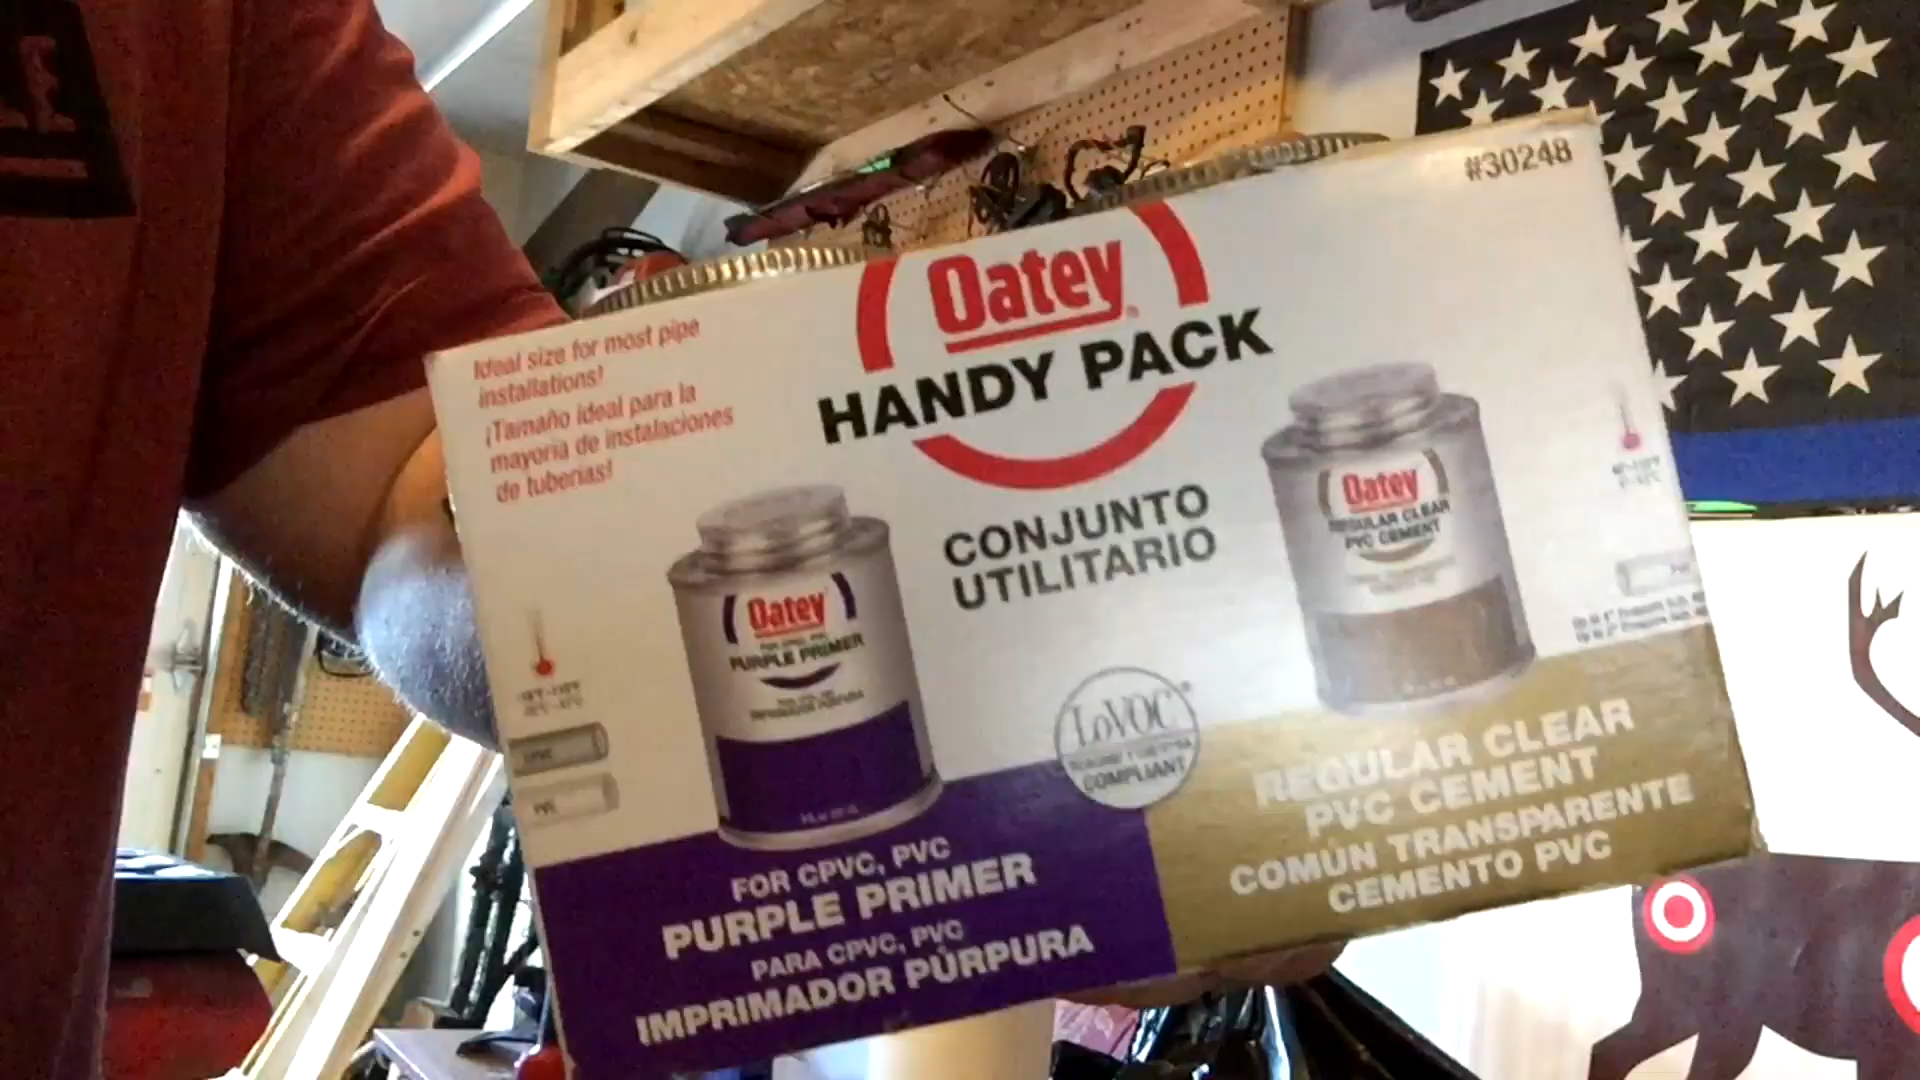 #30248
Oatey
HANDY PACK
Ideal size for most pipe
installations!
¡Tamaño ideal para la
mayoría de instalaciones
de tuberías!
CONJUNTO
UTILITARIO
Oatey
PURPLE PRIMER
Oatey
REGULAR CLEAR
PVC CEMENT
LoVOC
COMPLIANT
CPVC
PVC
FOR CPVC, PVC
PURPLE PRIMER
PARA CPVC, PVC
IMPRIMADOR PÚRPURA
REGULAR CLEAR
PVC CEMENT
COMÚN TRANSPARENTE
CEMENTO PVC